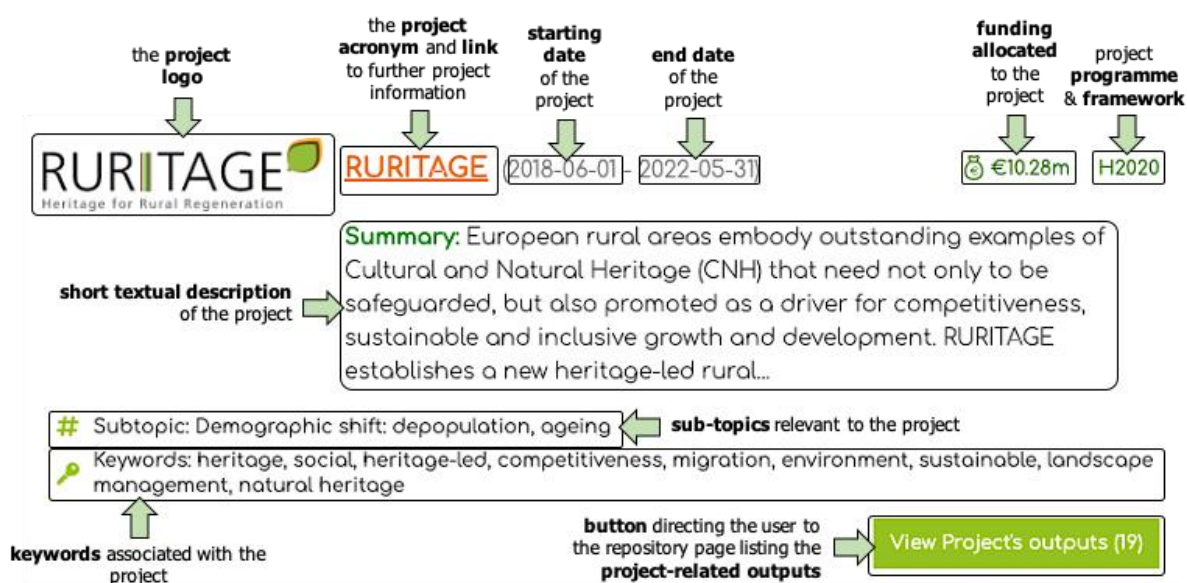 the project
logo
the project
acronym and link
to further project
information
starting
date
of the
project
end date
of the
project
funding
allocated
to the
project
project
programme
& framework
RURITAGE
Heritage for Rural Regeneration
RURITAGE
(2018-06-01 - 2022-05-31)
€10.28m
H2020
short textual description
of the project
Summary: European rural areas embody outstanding examples of
Cultural and Natural Heritage (CNH) that need not only to be
safeguarded, but also promoted as a driver for competitiveness,
sustainable and inclusive growth and development. RURITAGE
establishes a new heritage-led rural...
# Subtopic: Demographic shift: depopulation, ageing
sub-topics relevant to the project
Keywords: heritage, social, heritage-led, competitiveness, migration, environment, sustainable, landscape
management, natural heritage
keywords associated with the
project
button directing the user to
the repository page listing the
project-related outputs
View Project's outputs (19)